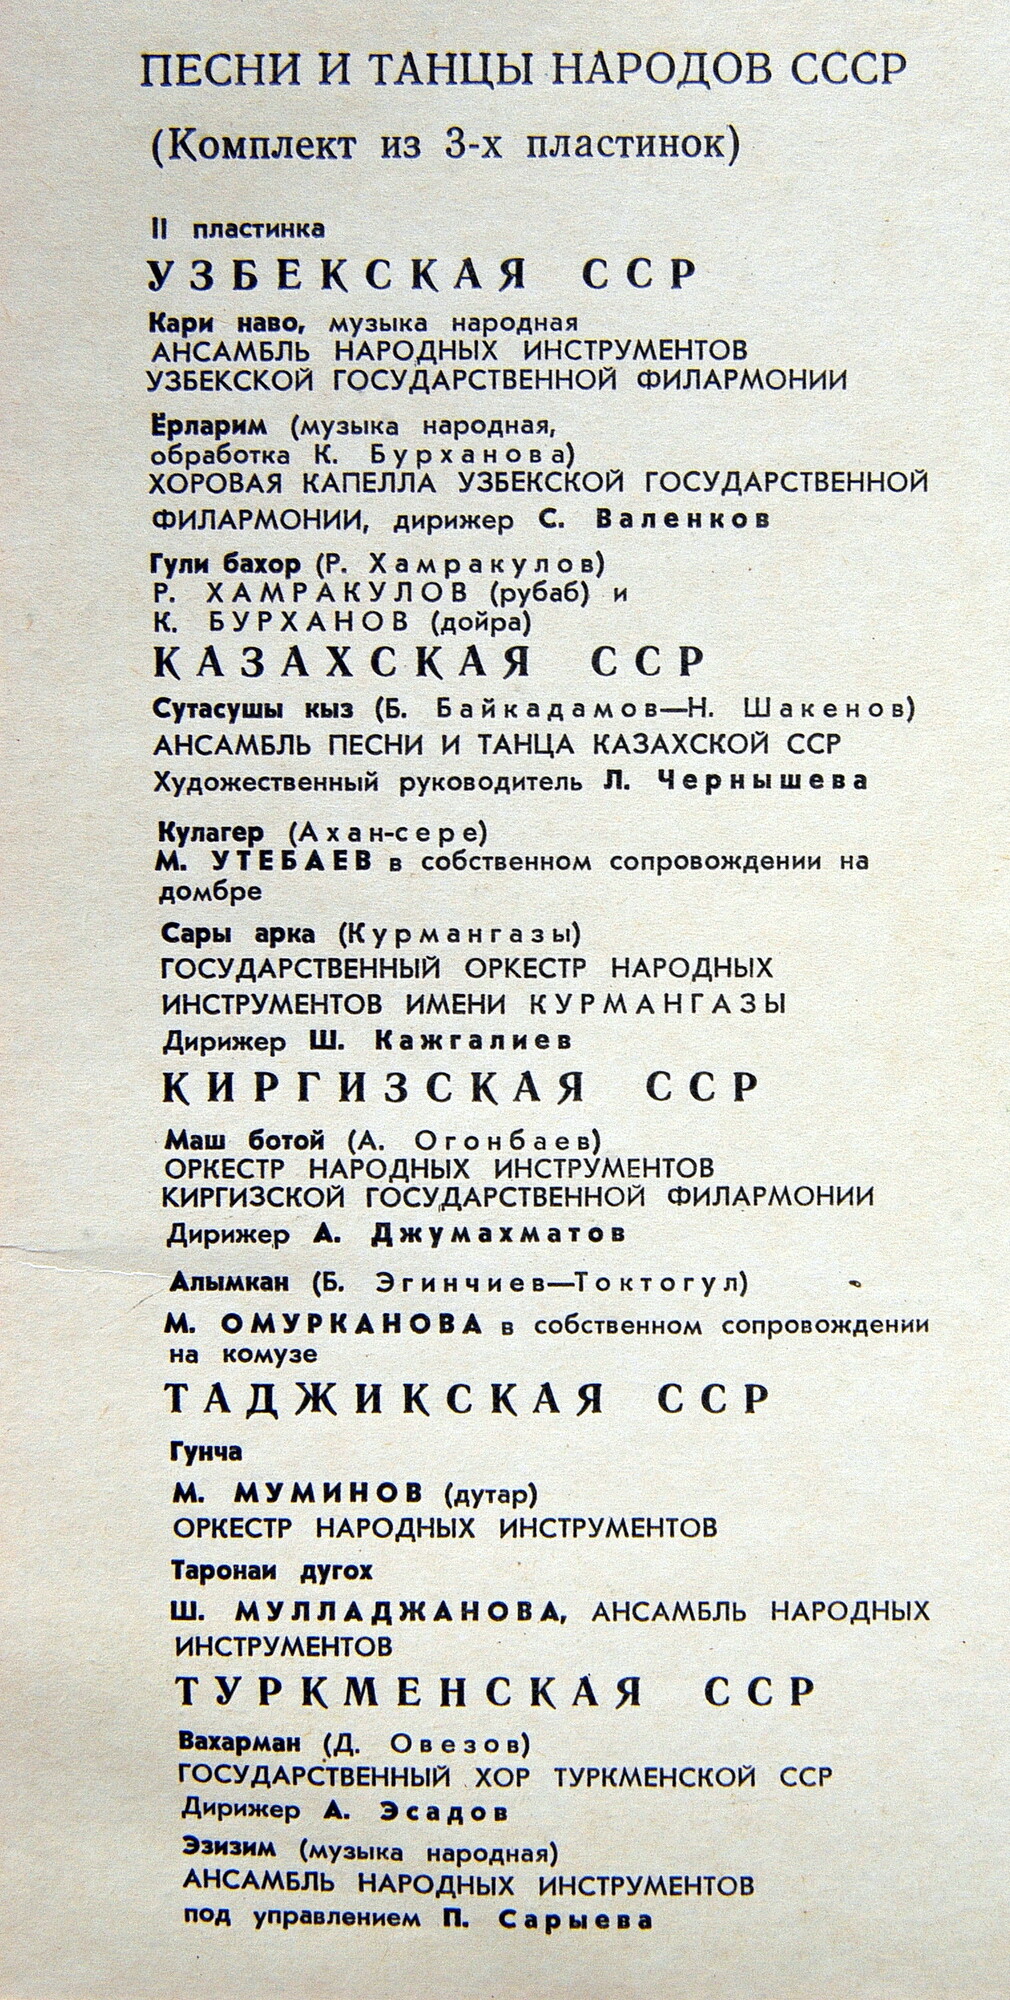 ПЕСНИ И ТАНЦЫ НАРОДОВ СССР
(Комплект из 3-х пластинок)
II пластинка
УЗБЕКСКАЯ ССР
Кари наво, музыка народная
АНСАМБЛЬ НАРОДНЫХ ИНСТРУМЕНТОВ
УЗБЕКСКОЙ ГОСУДАРСТВЕННОЙ ФИЛАРМОНИИ
Ёрларим (музыка народная,
обработка К. Бурханова)
ХОРОВАЯ КАПЕЛЛА УЗБЕКСКОЙ ГОСУДАРСТВЕННОЙ
ФИЛАРМОНИИ, дирижер С. Валенков
Гули бахор (Р. Хамракулов)
Р. ХАМРАКУЛОВ (рубаб) и
К. БУРХАНОВ (дойра)
КАЗАХСКАЯ ССР
Сутасушы кыз (Б. Байкадамов—Н. Шакенов)
АНСАМБЛЬ ПЕСНИ И ТАНЦА КАЗАХСКОЙ ССР
Художественный руководитель Л. Чернышева
Кулагер (Ахан-сере)
М. УТЕБАЕВ в собственном сопровождении на
домбре
Сары арка (Курмангазы)
ГОСУДАРСТВЕННЫЙ ОРКЕСТР НАРОДНЫХ
ИНСТРУМЕНТОВ ИМЕНИ КУРМАНГАЗЫ
Дирижер Ш. Кажгалиев
КИРГИЗСКАЯ ССР
Маш ботой (А. Огонбаев)
ОРКЕСТР НАРОДНЫХ ИНСТРУМЕНТОВ
КИРГИЗСКОЙ ГОСУДАРСТВЕННОЙ ФИЛАРМОНИИ
Дирижер А. Джумахматов
Алымкан (Б. Эгинчиев—Токтогул)
М. ОМУРКАНОВА в собственном сопровождении
на комузе
ТАДЖИКСКАЯ ССР
Гунча
М. МУМИНОВ (дутар)
ОРКЕСТР НАРОДНЫХ ИНСТРУМЕНТОВ
Таронаи дугох
Ш. МУЛЛАДЖАНОВА, АНСАМБЛЬ НАРОДНЫХ
ИНСТРУМЕНТОВ
ТУРКМЕНСКАЯ ССР
Вахарман (Д. Овезов)
ГОСУДАРСТВЕННЫЙ ХОР ТУРКМЕНСКОЙ ССР
Дирижер А. Эсадов
Эзизим (музыка народная)
АНСАМБЛЬ НАРОДНЫХ ИНСТРУМЕНТОВ
под управлением П. Сарыева